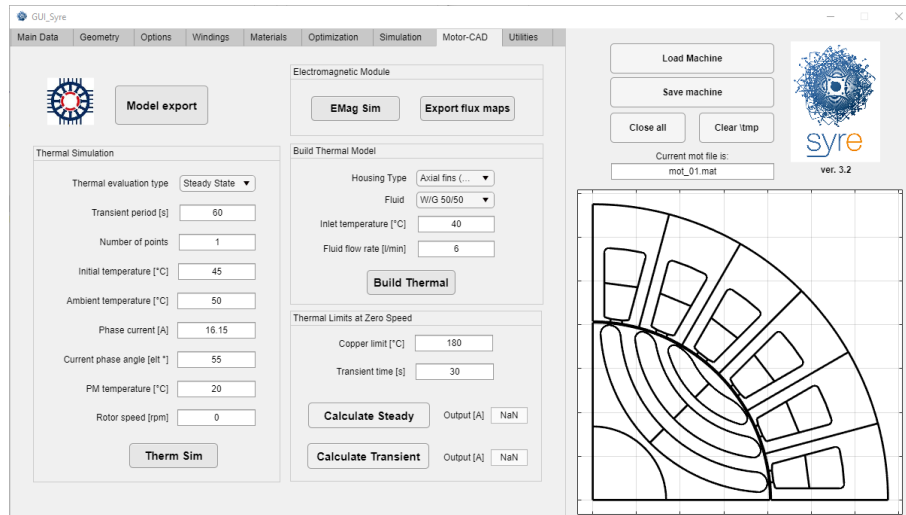 GUI_Syre
Main Data Geometry Options Windings Materials Optimization Simulation Motor-CAD Utilities
Model export
Thermal Simulation
Thermal evaluation type Steady State
Transient period [s] 60
Number of points 1
Initial temperature [°C] 45
Ambient temperature [°C] 50
Phase current [A] 16.15
Current phase angle [elt °] 55
PM temperature [°C] 20
Rotor speed [rpm] 0
Therm Sim
Electromagnetic Module
EMag Sim Export flux maps
Build Thermal Model
Housing Type Axial fins (...
Fluid W/G 50/50
Inlet temperature [°C] 40
Fluid flow rate [l/min] 6
Build Thermal
Thermal Limits at Zero Speed
Copper limit [°C] 180
Transient time [s] 30
Calculate Steady Output [A] NaN
Calculate Transient Output [A] NaN
Load Machine
Save machine
Close all Clear \tmp
Current mot file is:
mot_01.mat
syre
ver. 3.2